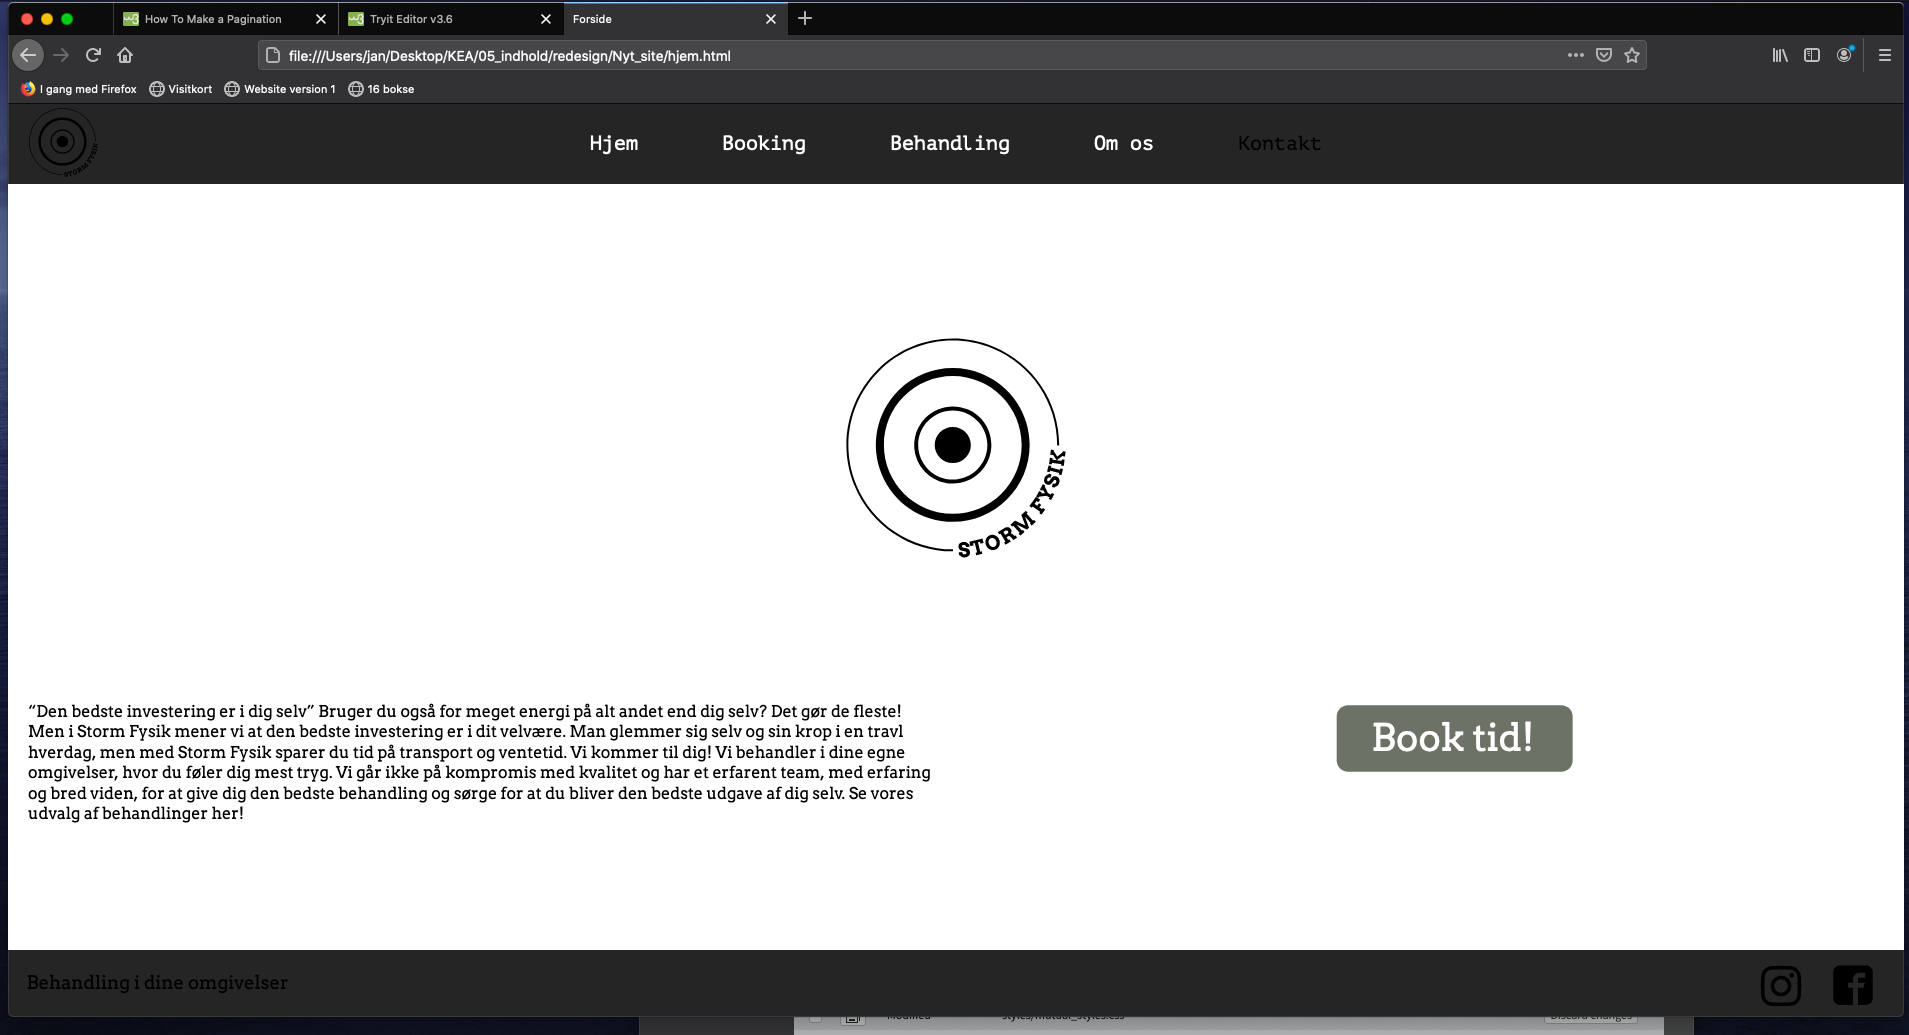 How To Make a Pagination
Tryit Editor v3.6
Forside
file:///Users/jan/Desktop/KEA/05_indhold/redesign/Nyt_site/hjem.html
I gang med Firefox
Visitkort
Website version 1
16 bokse
STORM FYSIK
Hjem
Booking
Behandling
Om os
Kontakt
STORM FYSIK
“Den bedste investering er i dig selv” Bruger du også for meget energi på alt andet end dig selv? Det gør de fleste!
Men i Storm Fysik mener vi at den bedste investering er i dit velvære. Man glemmer sig selv og sin krop i en travl
hverdag, men med Storm Fysik sparer du tid på transport og ventetid. Vi kommer til dig! Vi behandler i dine egne
omgivelser, hvor du føler dig mest tryg. Vi går ikke på kompromis med kvalitet og har et erfarent team, med erfaring
og bred viden, for at give dig den bedste behandling og sørge for at du bliver den bedste udgave af dig selv. Se vores
udvalg af behandlinger her!
Book tid!
Behandling i dine omgivelser